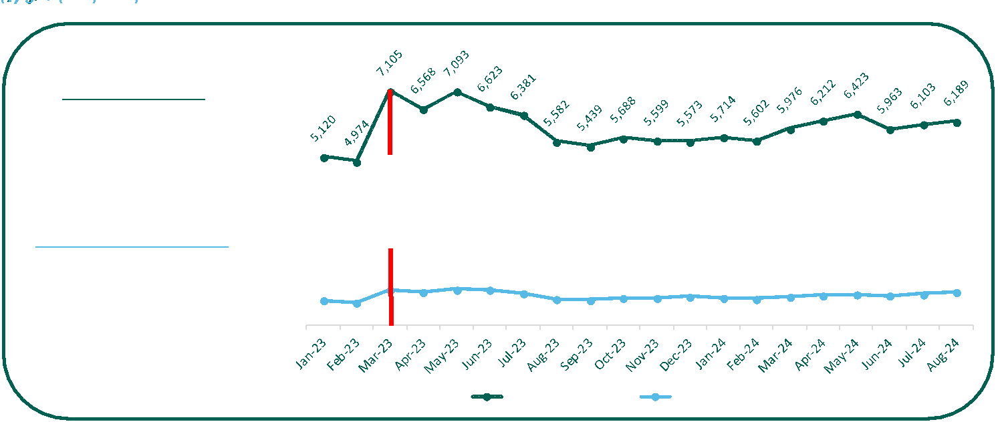 7,105
7,093
6,568
6,623
6,381
6,423
6,212
6,189
6,103
5,976
5,963
5,120
4,974
5,582
5,439
5,688
5,599
5,573
5,714
5,602
Jan-23
Feb-23
Mar-23
Apr-23
May-23
Jun-23
Jul-23
Aug-23
Sep-23
Oct-23
Nov-23
Dec-23
Jan-24
Feb-24
Mar-24
Apr-24
May-24
Jun-24
Jul-24
Aug-24